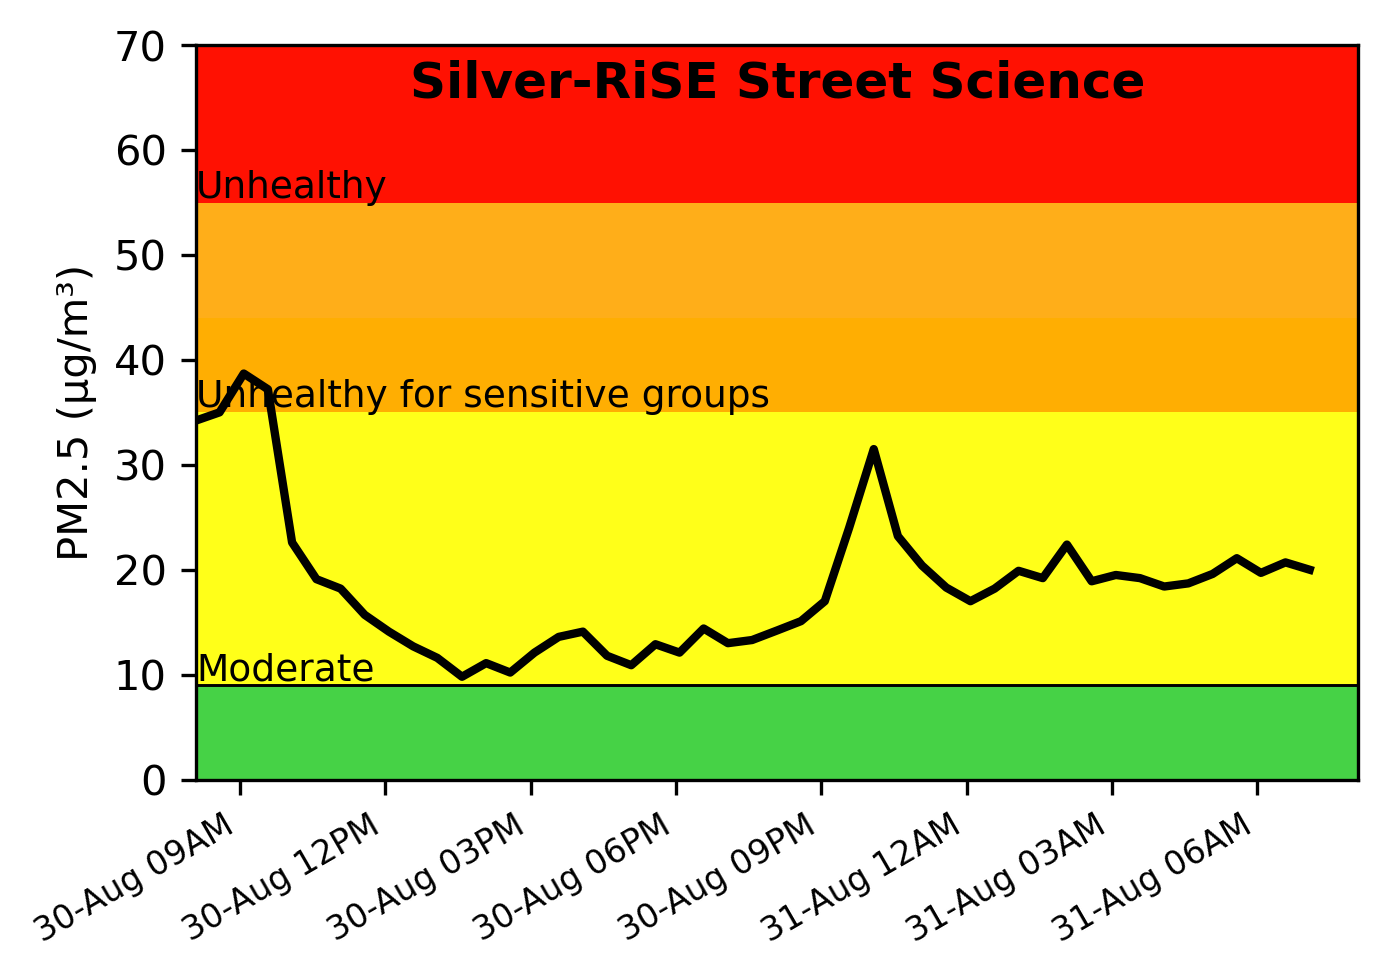 Silver-RiSE Street Science
70
60
50
40
30
20
10
0
PM2.5 (µg/m³)
Unhealthy
Unhealthy for sensitive groups
Moderate
30-Aug 09AM
30-Aug 12PM
30-Aug 03PM
30-Aug 06PM
30-Aug 09PM
31-Aug 12AM
31-Aug 03AM
31-Aug 06AM